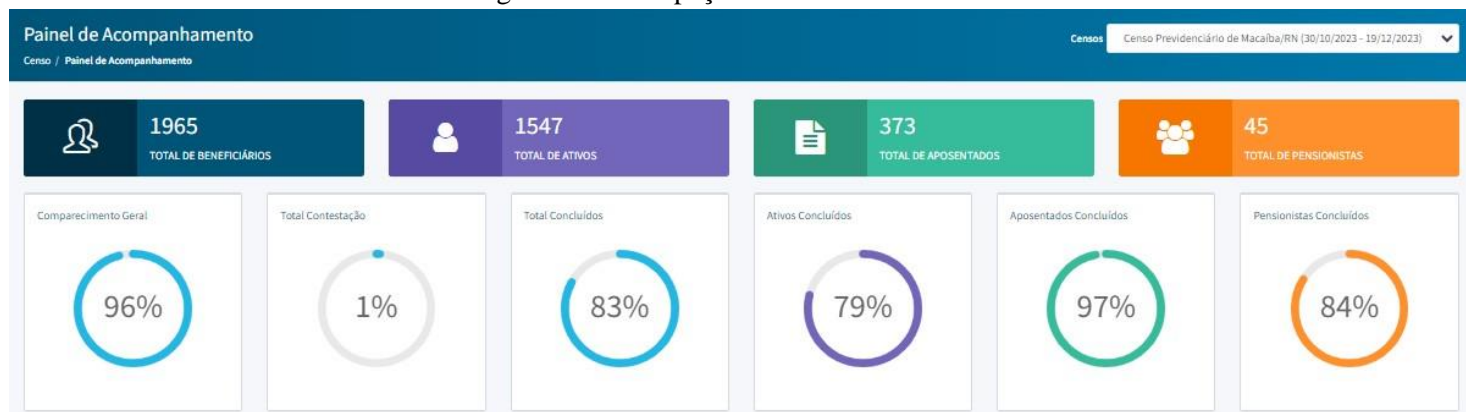 Painel de Acompanhamento
Censo / Painel de Acompanhamento
Censos
Censo Previdenciário de Macaíba/RN (30/10/2023 - 19/12/2023)
1965
TOTAL DE BENEFICIÁRIOS
1547
TOTAL DE ATIVOS
373
TOTAL DE APOSENTADOS
45
TOTAL DE PENSIONISTAS
Comparecimento Geral
96%
Total Contestação
1%
Total Concluídos
83%
Ativos Concluídos
79%
Aposentados Concluídos
97%
Pensionistas Concluídos
84%